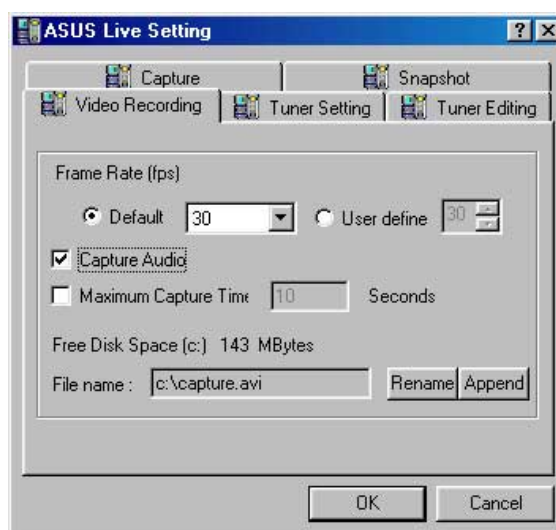 ASUS Live Setting
Capture Snapshot
Video Recording Tuner Setting Tuner Editing
Frame Rate (fps)
Default 30 User define 30
Capture Audio
Maximum Capture Time 10 Seconds
Free Disk Space (c:) 143 MBytes
File name : c:\capture.avi Rename Append
OK Cancel